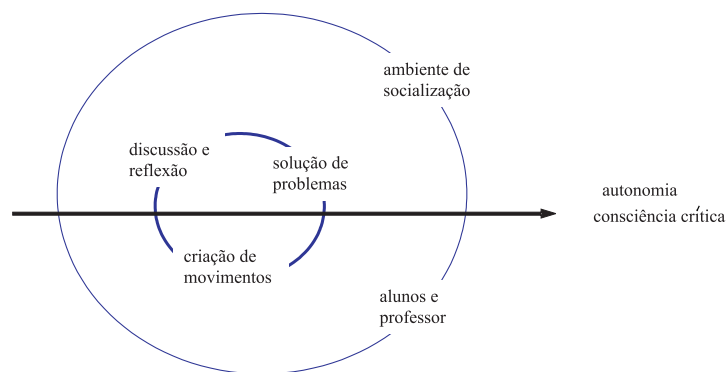 ambiente de
socialização
discussão e
reflexão
solução de
problemas
autonomia
consciência crítica
criação de
movimentos
alunos e
professor